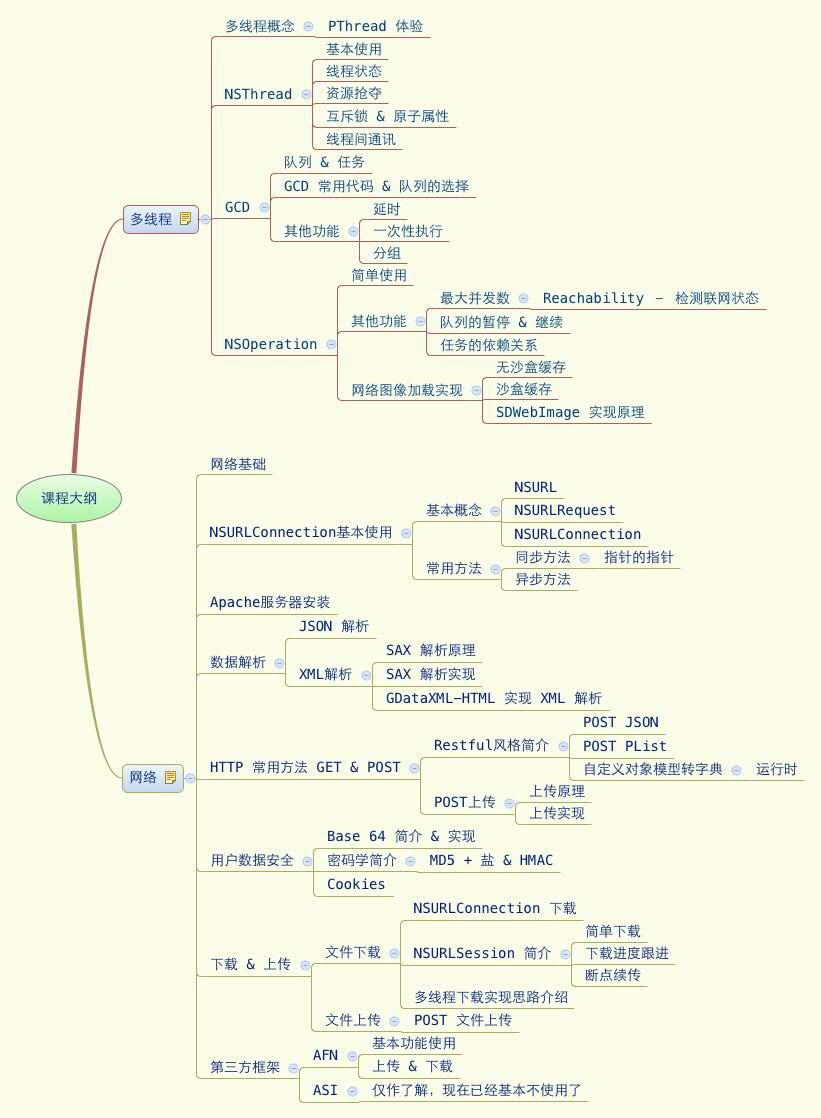 课程大纲
多线程
多线程概念
PThread 体验
NSThread
基本使用
线程状态
资源抢夺
互斥锁 & 原子属性
线程间通讯
GCD
队列 & 任务
GCD 常用代码 & 队列的选择
其他功能
延时
一次性执行
分组
NSOperation
简单使用
其他功能
最大并发数
Reachability － 检测联网状态
队列的暂停 & 继续
任务的依赖关系
网络图像加载实现
无沙盒缓存
沙盒缓存
SDWebImage 实现原理
网络
网络基础
NSURLConnection基本使用
基本概念
NSURL
NSURLRequest
NSURLConnection
常用方法
同步方法
指针的指针
异步方法
Apache服务器安装
数据解析
JSON 解析
XML解析
SAX 解析原理
SAX 解析实现
GDataXML-HTML 实现 XML 解析
HTTP 常用方法 GET & POST
Restful风格简介
POST JSON
POST PList
自定义对象模型转字典
运行时
POST上传
上传原理
上传实现
用户数据安全
Base 64 简介 & 实现
密码学简介
MD5 + 盐 & HMAC
Cookies
下载 & 上传
文件下载
NSURLConnection 下载
NSURLSession 简介
简单下载
下载进度跟进
断点续传
多线程下载实现思路介绍
文件上传
POST 文件上传
第三方框架
AFN
基本功能使用
上传 & 下载
ASI
仅作了解，现在已经基本不使用了